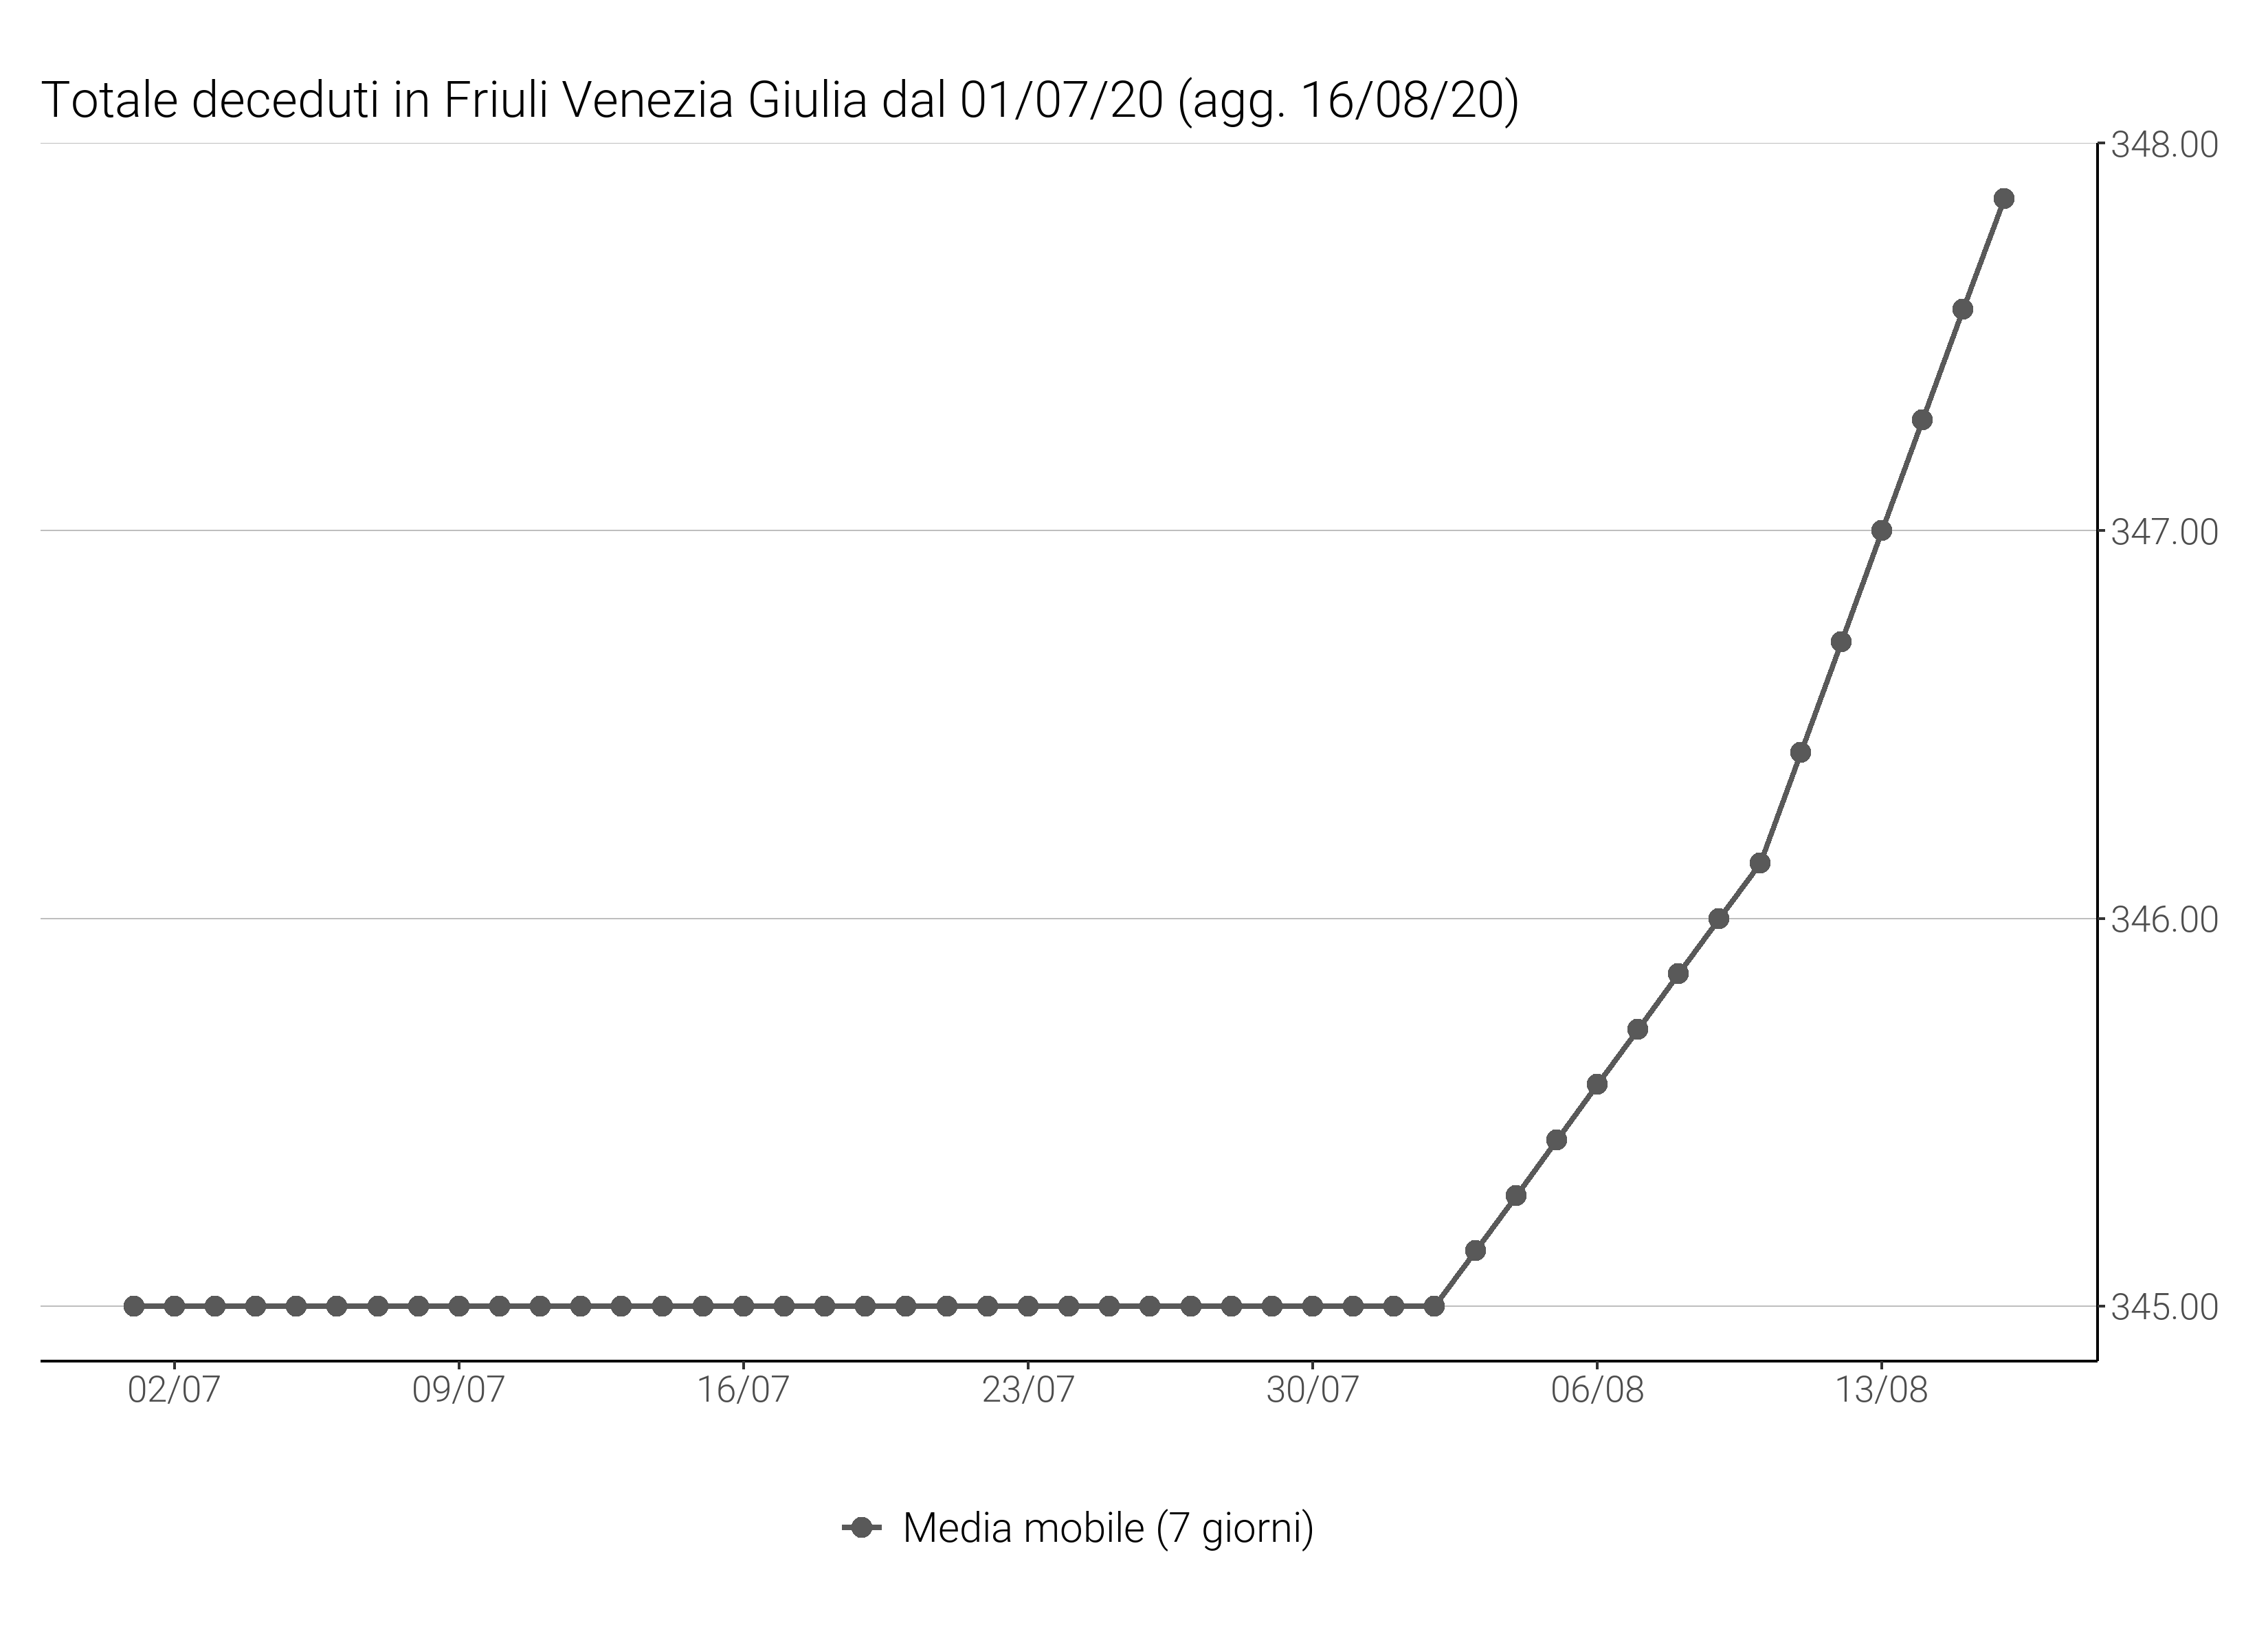 Totale deceduti in Friuli Venezia Giulia dal 01/07/20 (agg. 16/08/20)
348.00
347.00
346.00
345.00
02/07 09/07 16/07 23/07 30/07 06/08 13/08
Media mobile (7 giorni)